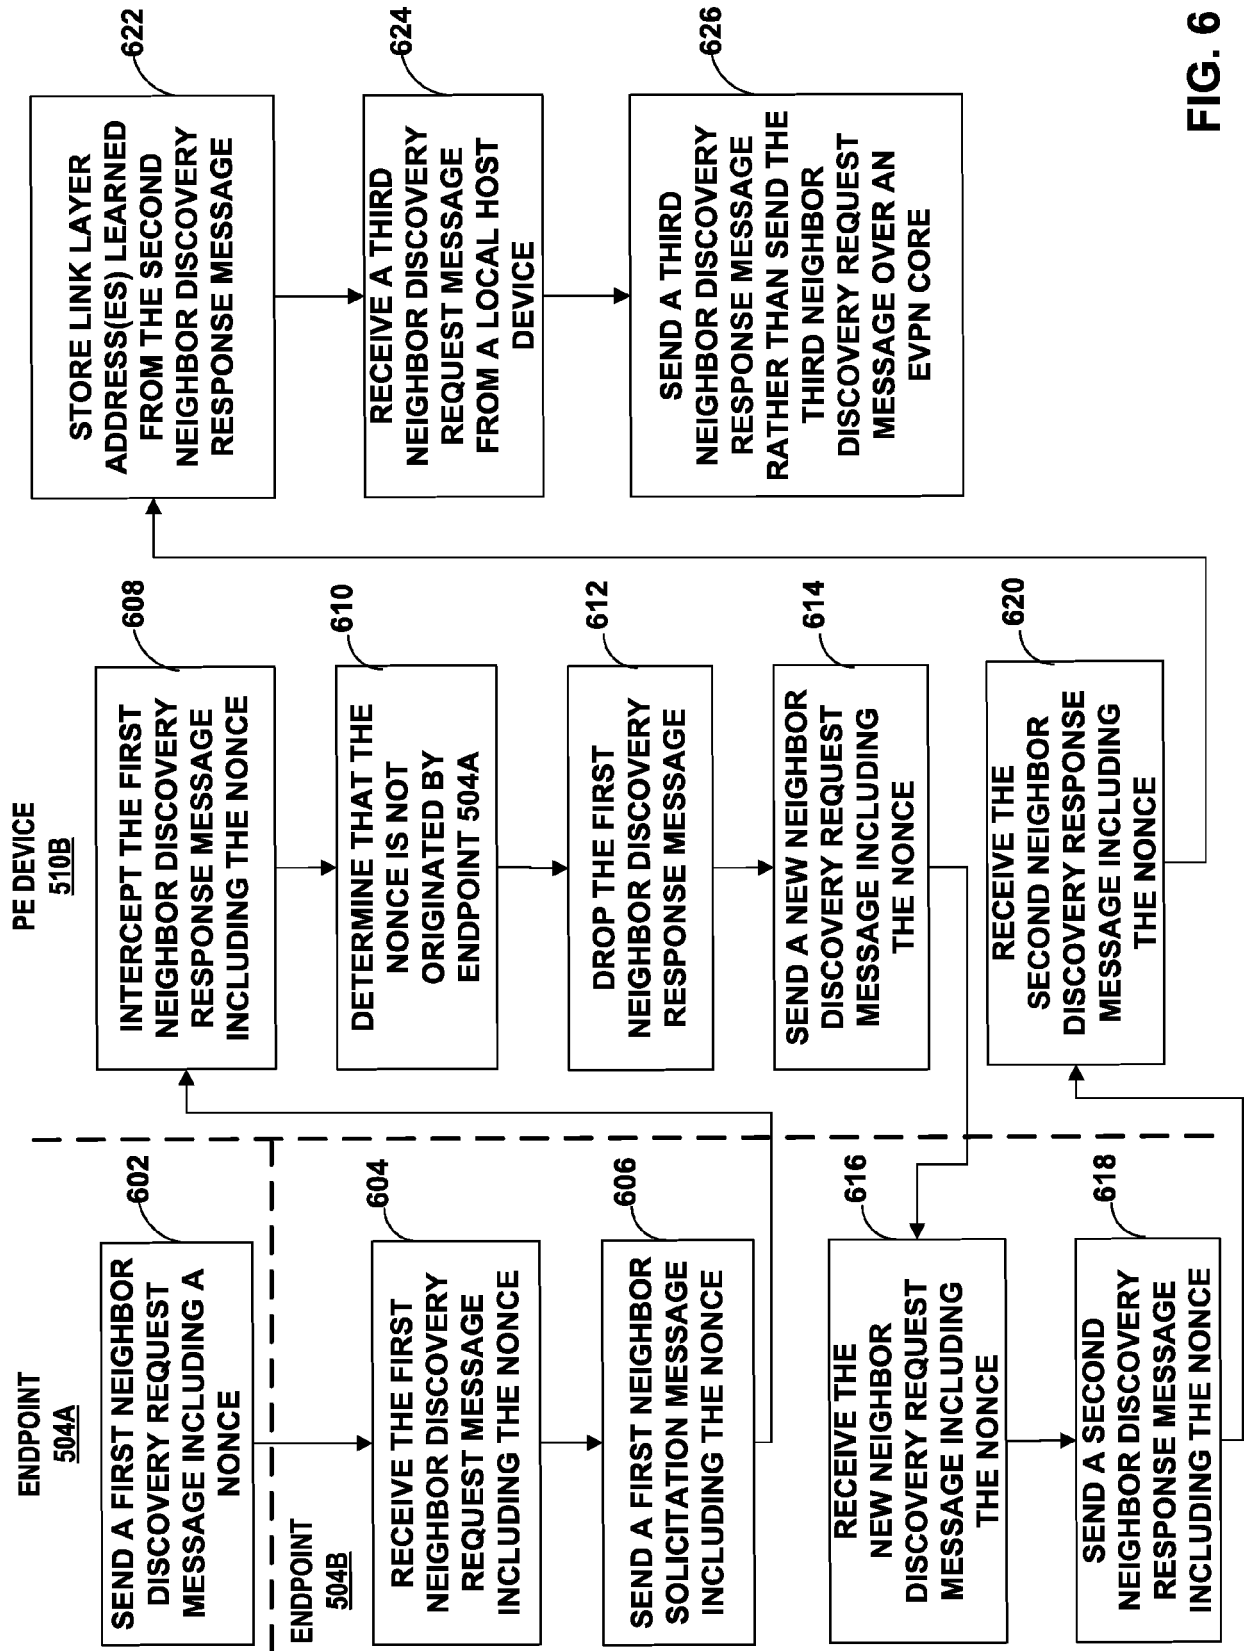 ENDPOINT
504A
SEND A FIRST NEIGHBOR
DISCOVERY REQUEST
MESSAGE INCLUDING A
NONCE
602
ENDPOINT
504B
RECEIVE THE FIRST
NEIGHBOR DISCOVERY
REQUEST MESSAGE
INCLUDING THE NONCE
604
SEND A FIRST NEIGHBOR
SOLICITATION MESSAGE
INCLUDING THE NONCE
606
PE DEVICE
510B
INTERCEPT THE FIRST
NEIGHBOR DISCOVERY
RESPONSE MESSAGE
INCLUDING THE NONCE
608
DETERMINE THAT THE
NONCE IS NOT
ORIGINATED BY
ENDPOINT 504A
610
DROP THE FIRST
NEIGHBOR DISCOVERY
RESPONSE MESSAGE
612
SEND A NEW NEIGHBOR
DISCOVERY REQUEST
MESSAGE INCLUDING
THE NONCE
614
RECEIVE THE
NEW NEIGHBOR
DISCOVERY REQUEST
MESSAGE INCLUDING
THE NONCE
616
SEND A SECOND
NEIGHBOR DISCOVERY
RESPONSE MESSAGE
INCLUDING THE NONCE
618
RECEIVE THE
SECOND NEIGHBOR
DISCOVERY RESPONSE
MESSAGE INCLUDING
THE NONCE
620
STORE LINK LAYER
ADDRESS(ES) LEARNED
FROM THE SECOND
NEIGHBOR DISCOVERY
RESPONSE MESSAGE
622
RECEIVE A THIRD
NEIGHBOR DISCOVERY
REQUEST MESSAGE
FROM A LOCAL HOST
DEVICE
624
SEND A THIRD
NEIGHBOR DISCOVERY
RESPONSE MESSAGE
RATHER THAN SEND THE
THIRD NEIGHBOR
DISCOVERY REQUEST
MESSAGE OVER AN
EVPN CORE
626
FIG. 6